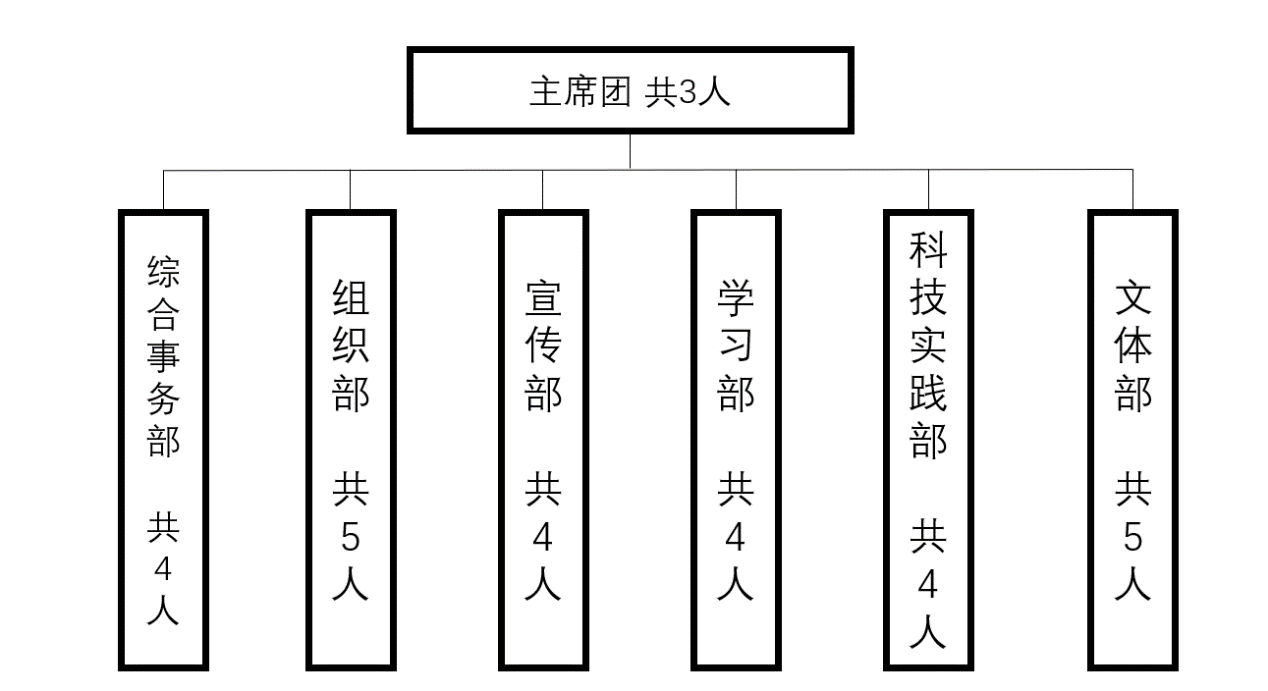 主席团 共3人
综合事务部 共4人
组织部 共5人
宣传部 共4人
学习部 共4人
科技实践部 共4人
文体部 共5人